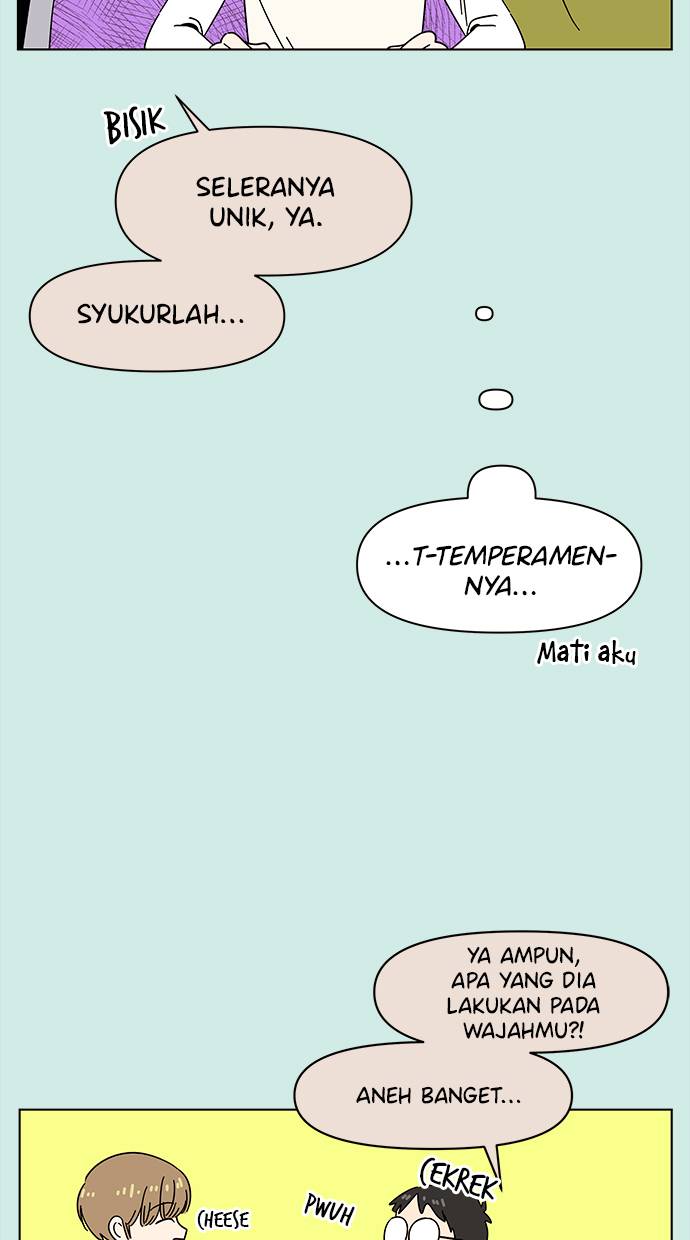 BISIK
SELERANYA
UNIK, YA.
SYUKURLAH...
...T-TEMPERAMEN-
NYA...
Mati aku
YA AMPUN,
APA YANG DIA
LAKUKAN PADA
WAJAHMU?!
ANEH BANGET...
CEKREK
PWUH
CHEESE